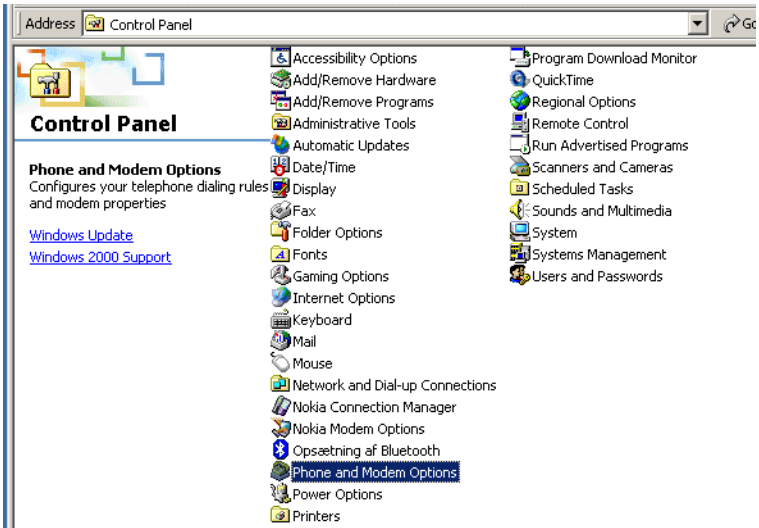 Address Control Panel Go
Control Panel
Phone and Modem Options
Configures your telephone dialing rules
and modem properties
Windows Update
Windows 2000 Support
Accessibility Options
Add/Remove Hardware
Add/Remove Programs
Administrative Tools
Automatic Updates
Date/Time
Display
Fax
Folder Options
Fonts
Gaming Options
Internet Options
Keyboard
Mail
Mouse
Network and Dial-up Connections
Nokia Connection Manager
Nokia Modem Options
Opsætning af Bluetooth
Phone and Modem Options
Power Options
Printers
Program Download Monitor
QuickTime
Regional Options
Remote Control
Run Advertised Programs
Scanners and Cameras
Scheduled Tasks
Sounds and Multimedia
System
Systems Management
Users and Passwords